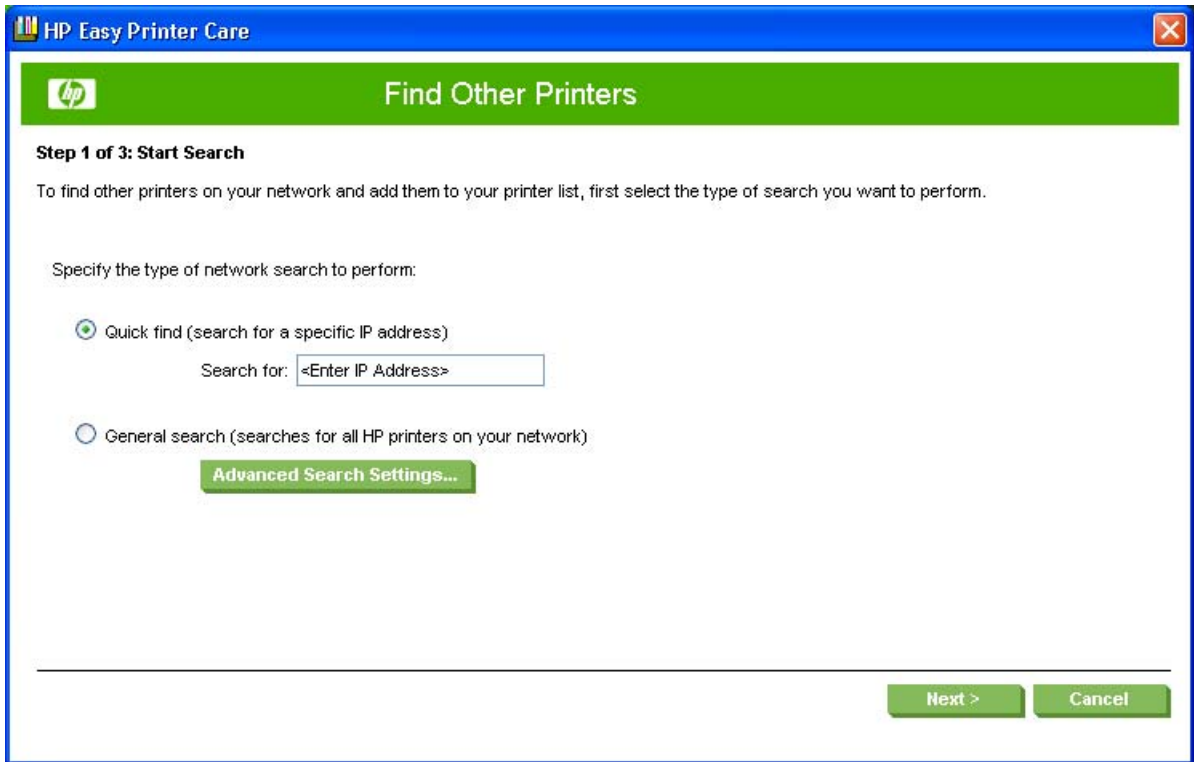 HP Easy Printer Care
hp
Find Other Printers
Step 1 of 3: Start Search
To find other printers on your network and add them to your printer list, first select the type of search you want to perform.
Specify the type of network search to perform:
Quick find (search for a specific IP address)
Search for: <Enter IP Address>
General search (searches for all HP printers on your network)
Advanced Search Settings...
Next > Cancel